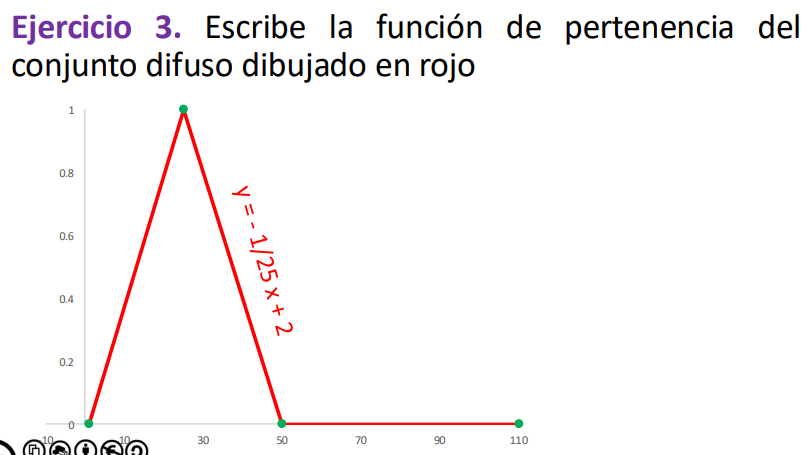 Ejercicio 3. Escribe la función de pertenencia del
conjunto difuso dibujado en rojo
1
0.8
0.6
0.4
0.2
0
y = - 1/25 x + 2
10 10 30 50 70 90 110